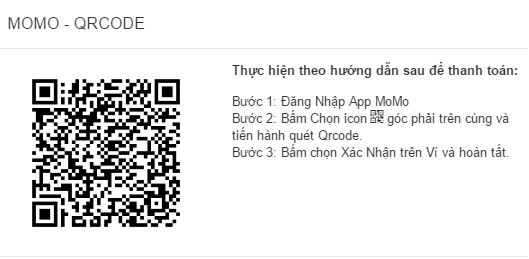 MOMO - QRCODE
Thực hiện theo hướng dẫn sau để thanh toán:
Bước 1: Đăng Nhập App MoMo
Bước 2: Bấm Chọn icon góc phải trên cùng và
tiến hành quét Qrcode.
Bước 3: Bấm chọn Xác Nhận trên Ví và hoàn tất.